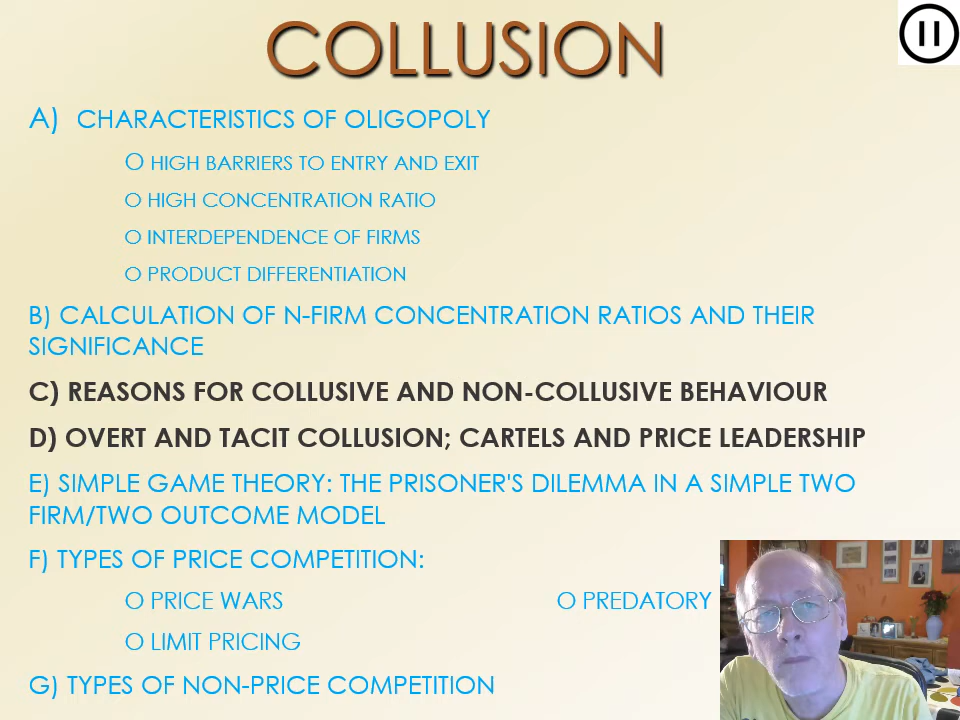 COLLUSION
A) CHARACTERISTICS OF OLIGOPOLY
O HIGH BARRIERS TO ENTRY AND EXIT
O HIGH CONCENTRATION RATIO
O INTERDEPENDENCE OF FIRMS
O PRODUCT DIFFERENTIATION
B) CALCULATION OF N-FIRM CONCENTRATION RATIOS AND THEIR
SIGNIFICANCE
C) REASONS FOR COLLUSIVE AND NON-COLLUSIVE BEHAVIOUR
D) OVERT AND TACIT COLLUSION; CARTELS AND PRICE LEADERSHIP
E) SIMPLE GAME THEORY: THE PRISONER'S DILEMMA IN A SIMPLE TWO
FIRM/TWO OUTCOME MODEL
F) TYPES OF PRICE COMPETITION:
O PRICE WARS O PREDATORY
O LIMIT PRICING
G) TYPES OF NON-PRICE COMPETITION